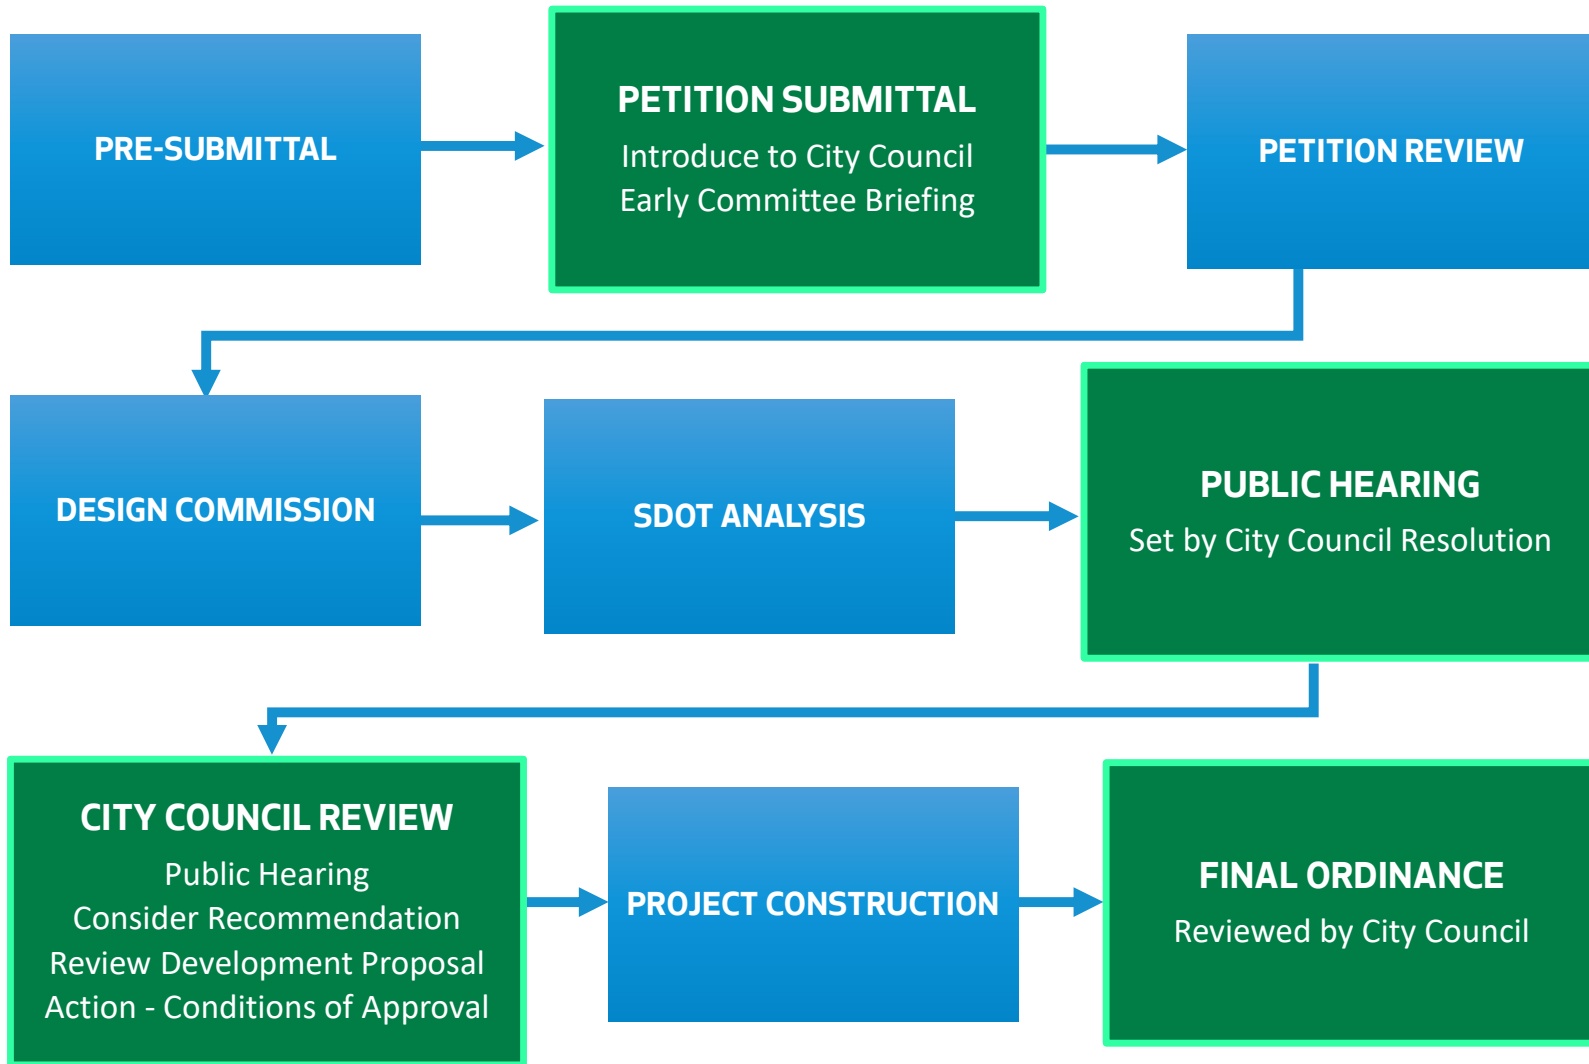 PRE-SUBMITTAL
PETITION SUBMITTAL
Introduce to City Council
Early Committee Briefing
PETITION REVIEW
DESIGN COMMISSION
SDOT ANALYSIS
PUBLIC HEARING
Set by City Council Resolution
CITY COUNCIL REVIEW
Public Hearing
Consider Recommendation
Review Development Proposal
Action - Conditions of Approval
PROJECT CONSTRUCTION
FINAL ORDINANCE
Reviewed by City Council